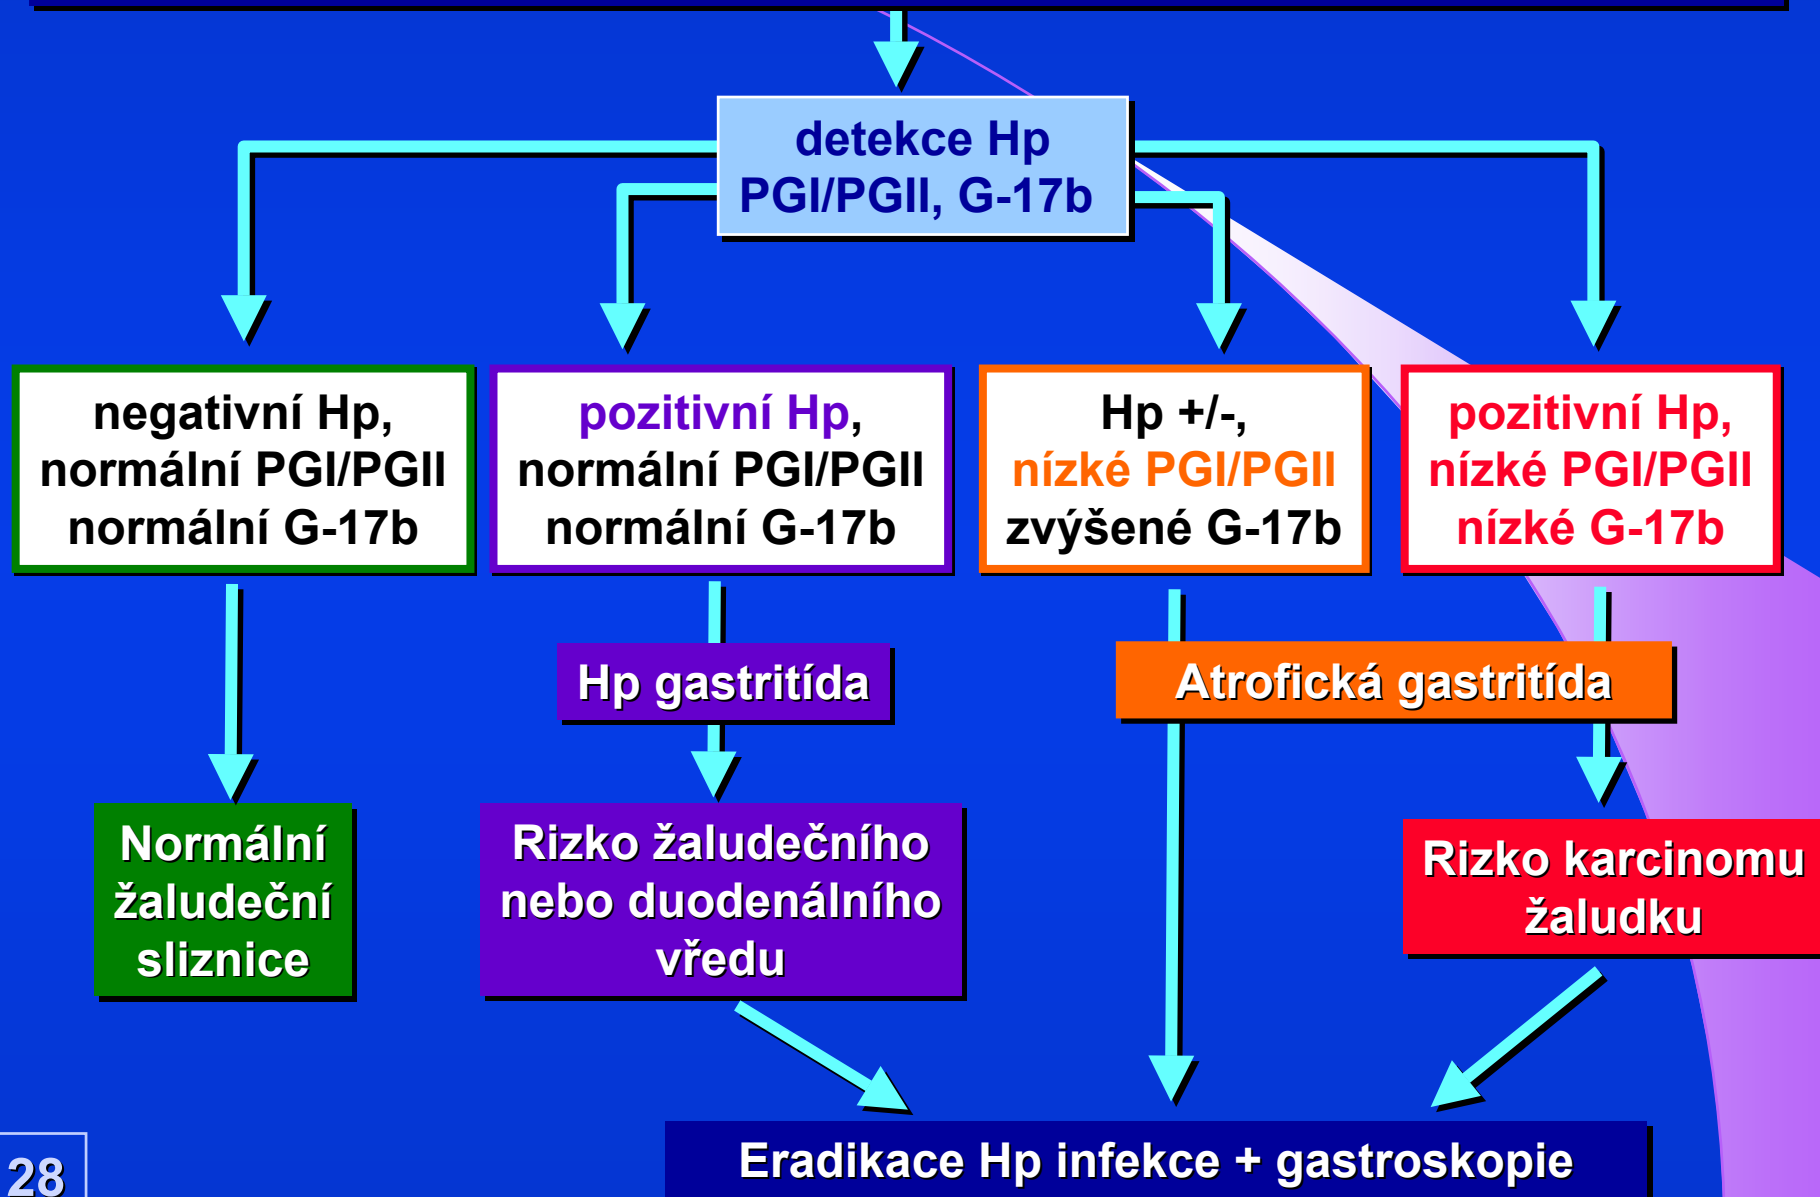 detekce Hp
PGI/PGII, G-17b
negativní Hp,
normální PGI/PGII
normální G-17b
pozitivní Hp,
normální PGI/PGII
normální G-17b
Hp +/-,
nízké PGI/PGII
zvýšené G-17b
pozitivní Hp,
nízké PGI/PGII
nízké G-17b
Hp gastritída
Atrofická gastritída
Normální
žaludeční
sliznice
Rizko žaludečního
nebo duodenálního
vředu
Rizko karcinomu
žaludku
Eradikace Hp infekce + gastroskopie
28